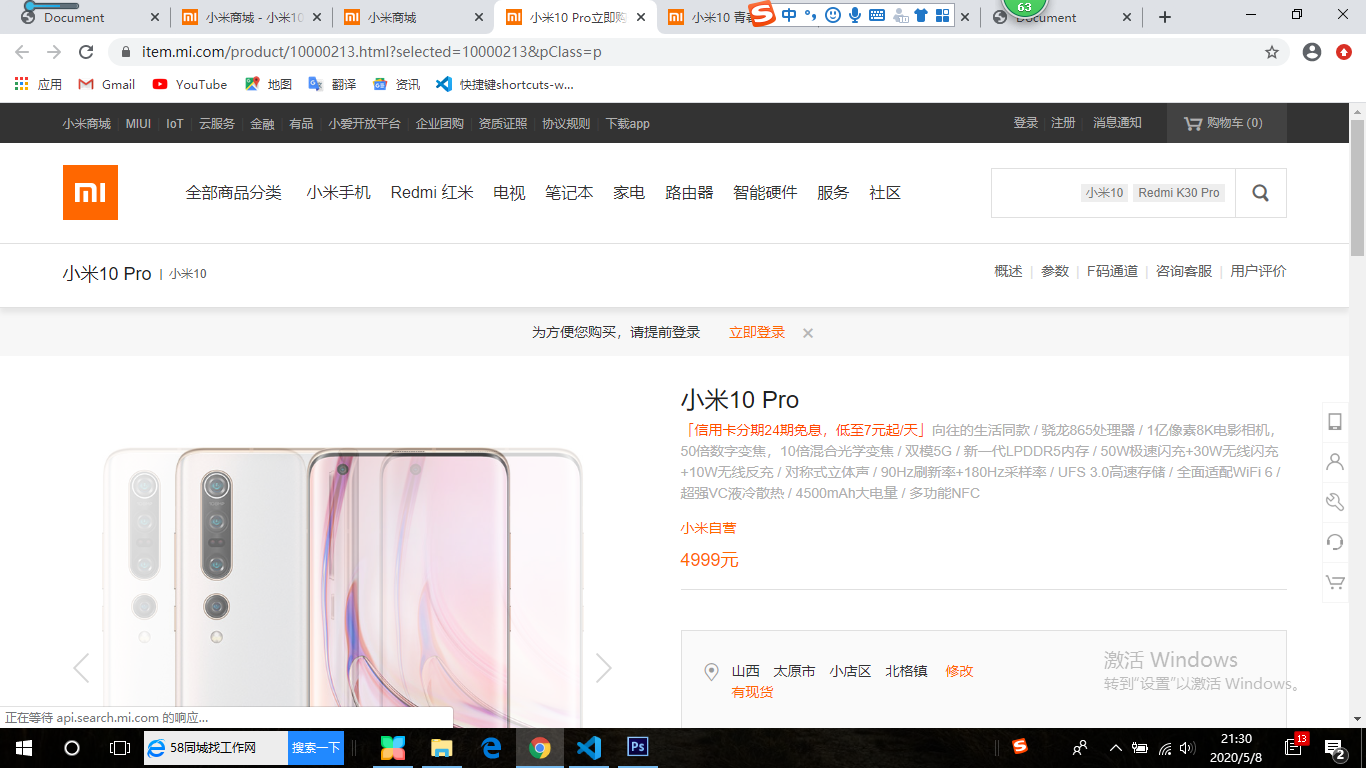 Document
小米商城 - 小米10
小米商城
小米10 Pro立即购
小米10 青春
中
63
Document
item.mi.com/product/10000213.html?selected=10000213&pClass=p
应用
Gmail
YouTube
地图
翻译
资讯
快捷键shortcuts-w...
小米商城 MIUI IoT 云服务 金融 有品 小爱开放平台 企业团购 资质证照 协议规则 下载app
登录 注册 消息通知 购物车 (0)
mi
全部商品分类 小米手机 Redmi 红米 电视 笔记本 家电 路由器 智能硬件 服务 社区
小米10 Redmi K30 Pro
小米10 Pro | 小米10
概述 | 参数 | F码通道 | 咨询客服 | 用户评价
为方便您购买，请提前登录 立即登录
小米10 Pro
「信用卡分期24期免息，低至7元起/天」向往的生活同款 / 骁龙865处理器 / 1亿像素8K电影相机，
50倍数字变焦，10倍混合光学变焦 / 双模5G / 新一代LPDDR5内存 / 50W极速闪充+30W无线闪充
+10W无线反充 / 对称式立体声 / 90Hz刷新率+180Hz采样率 / UFS 3.0高速存储 / 全面适配WiFi 6 /
超强VC液冷散热 / 4500mAh大电量 / 多功能NFC
小米自营
4999元
山西 太原市 小店区 北格镇 修改
有现货
激活 Windows
转到"设置"以激活 Windows。
正在等待 api.search.mi.com 的响应...
58同城找工作网 搜索一下
Ps
21:30
2020/5/8
13
2